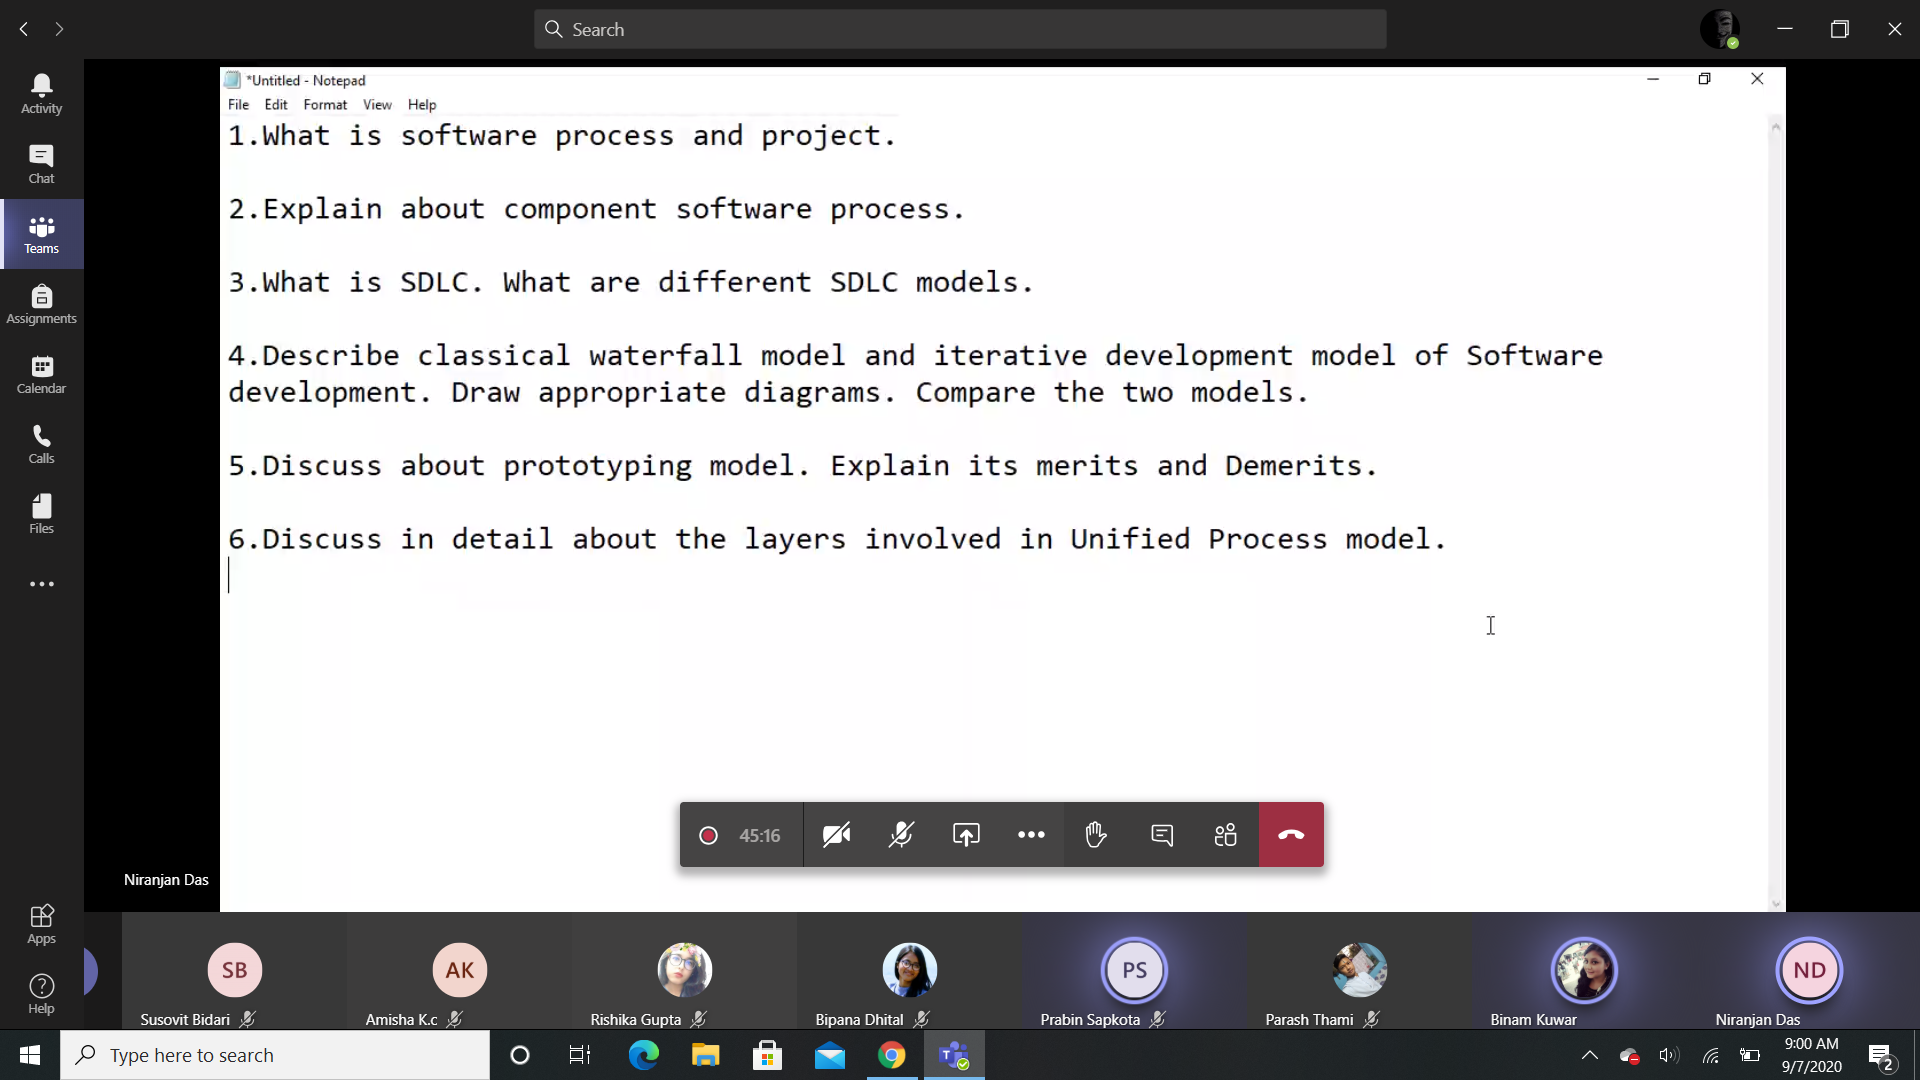 Search
Activity
Chat
Teams
Assignments
Calendar
Calls
Files
Apps
Help
*Untitled - Notepad
File Edit Format View Help
1.What is software process and project.
2.Explain about component software process.
3.What is SDLC. What are different SDLC models.
4.Describe classical waterfall model and iterative development model of Software
development. Draw appropriate diagrams. Compare the two models.
5.Discuss about prototyping model. Explain its merits and Demerits.
6.Discuss in detail about the layers involved in Unified Process model.
45:16
Niranjan Das
SB
AK
PS
ND
Susovit Bidari
Amisha K.c
Rishika Gupta
Bipana Dhital
Prabin Sapkota
Parash Thami
Binam Kuwar
Niranjan Das
Type here to search
9:00 AM
9/7/2020
2